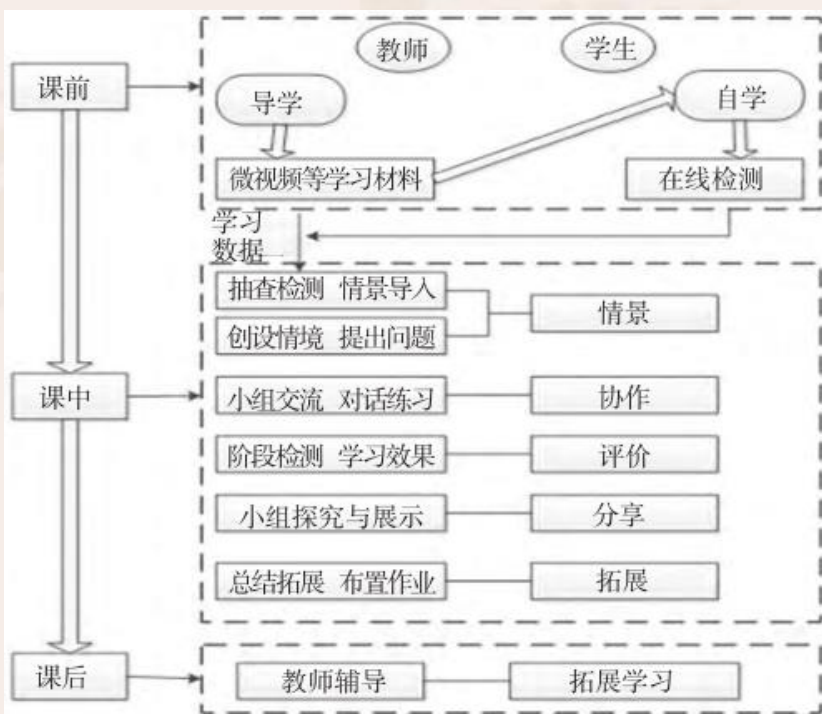 教师 学生
课前
导学 自学
微视频等学习材料 在线检测
学习
数据
抽查检测 情景导入
情景
创设情境 提出问题
课中
小组交流 对话练习 协作
阶段检测 学习效果 评价
小组探究与展示 分享
总结拓展 布置作业 拓展
课后
教师辅导 拓展学习